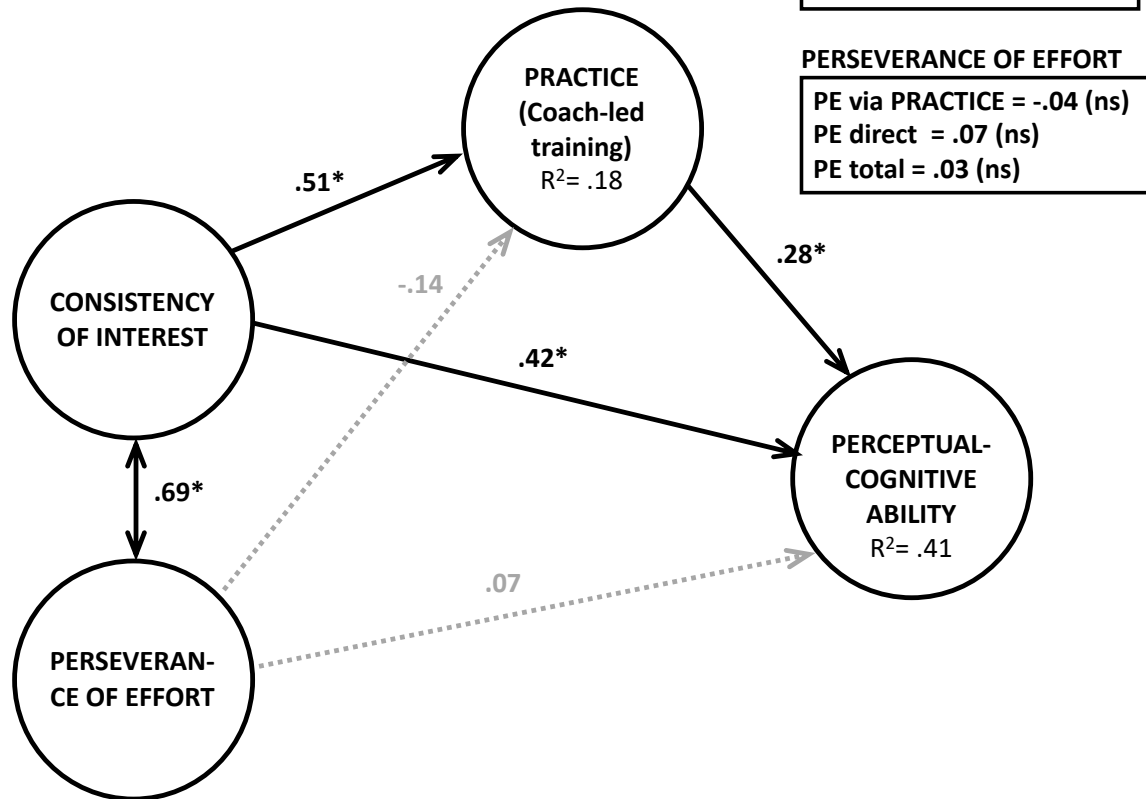 PERSEVERANCE OF EFFORT
PE via PRACTICE = -.04 (ns)
PE direct  = .07 (ns)
PE total = .03 (ns)
PRACTICE
(Coach-led
training)
R²= .18
.51*
.28*
-.14
CONSISTENCY
OF INTEREST
.42*
PERCEPTUAL-
COGNITIVE
ABILITY
R²= .41
.69*
.07
PERSEVERAN-
CE OF EFFORT